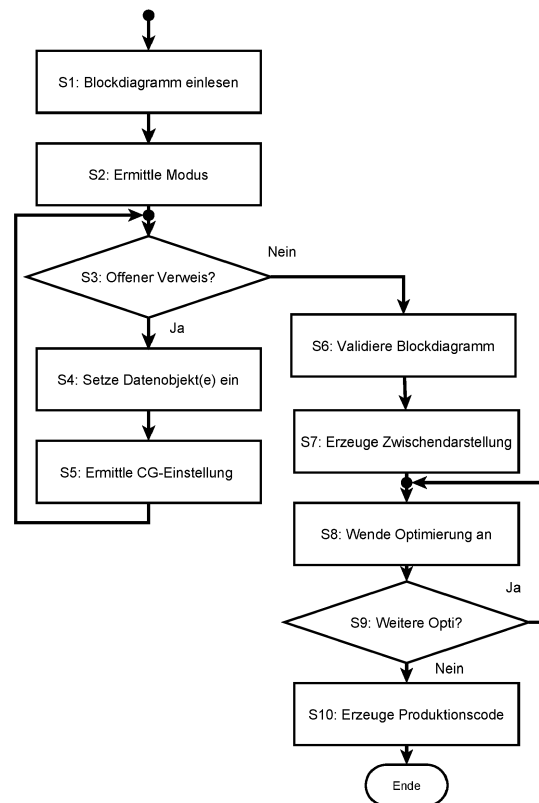 S1: Blockdiagramm einlesen
S2: Ermittle Modus
S3: Offener Verweis?
Nein
Ja
S4: Setze Datenobjekt(e) ein
S5: Ermittle CG-Einstellung
S6: Validiere Blockdiagramm
S7: Erzeuge Zwischendarstellung
S8: Wende Optimierung an
Ja
S9: Weitere Opti?
Nein
S10: Erzeuge Produktionscode
Ende